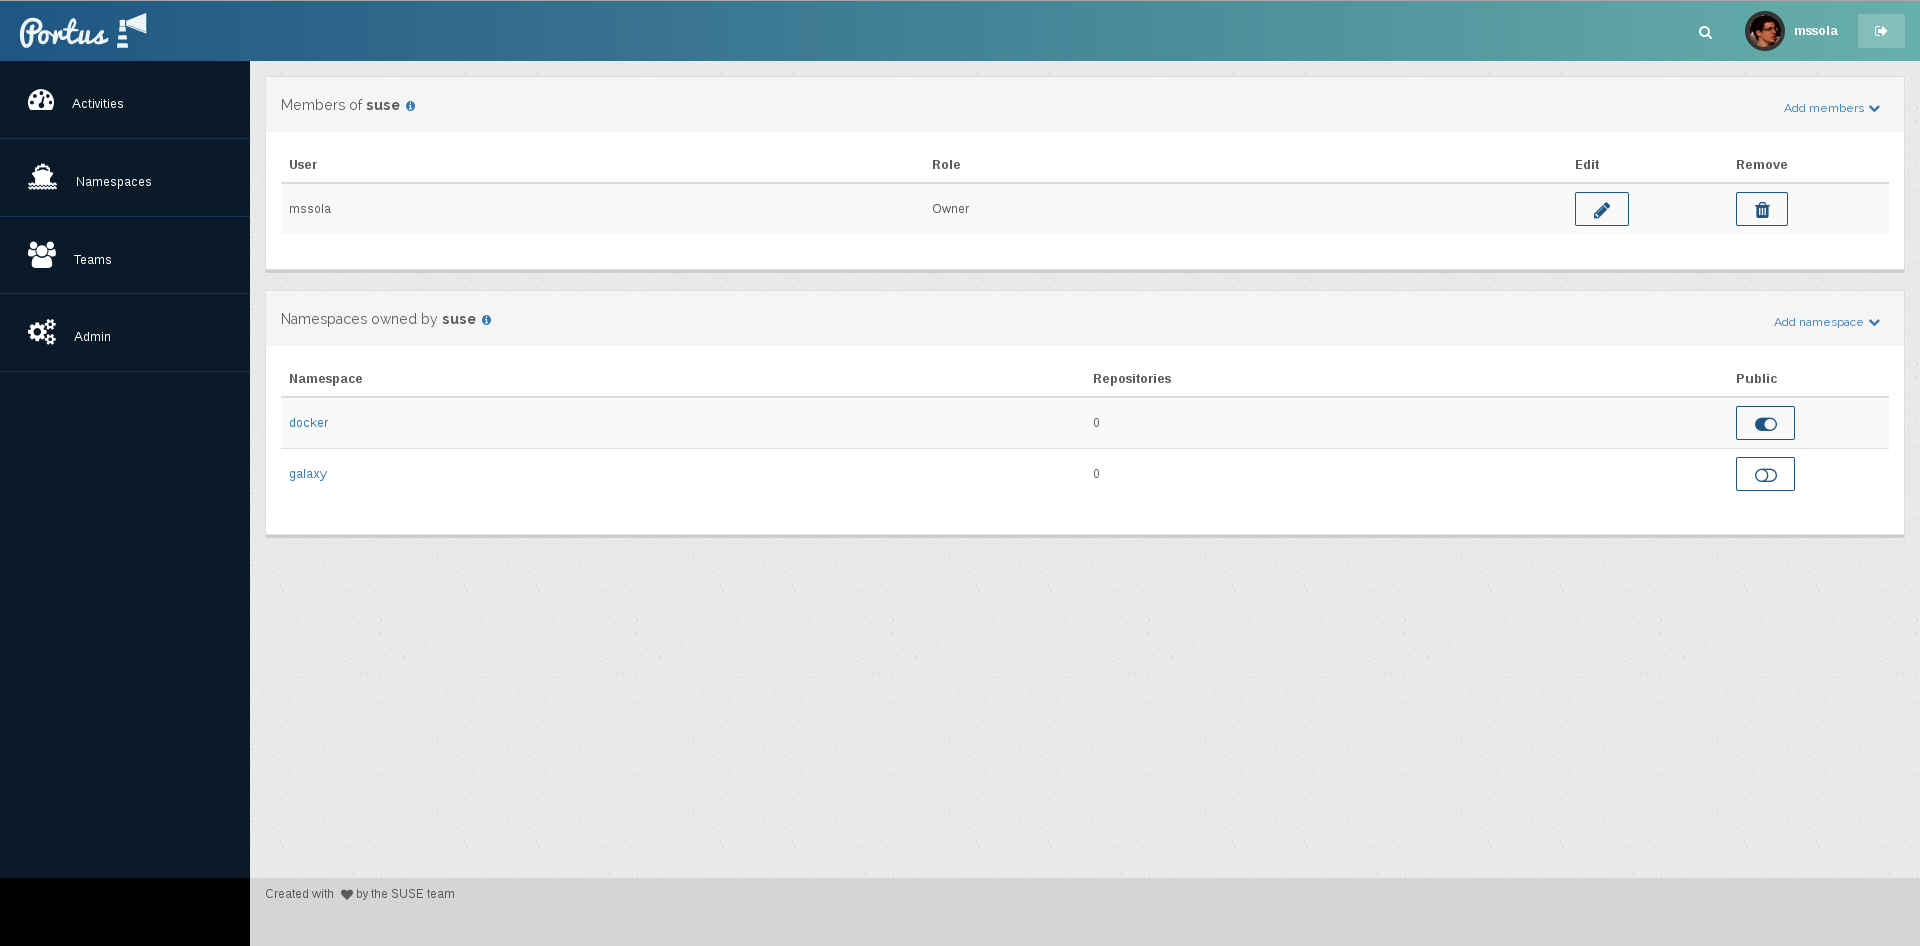 Portus
mssola
Activities
Namespaces
Teams
Admin
Members of suse
Add members
User Role Edit Remove
mssola Owner
Namespaces owned by suse
Add namespace
Namespace Repositories Public
docker 0
galaxy 0
Created with by the SUSE team